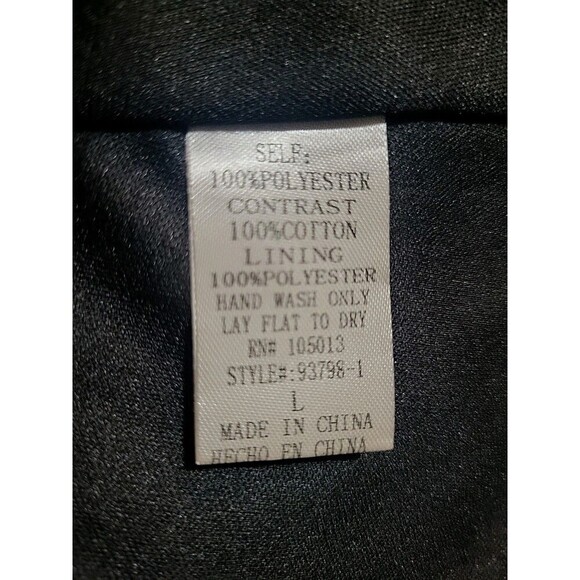 SELF:
100%POLYESTER
CONTRAST
100%COTTON
LINING
100%POLYESTER
HAND WASH ONLY
LAY FLAT TO DRY
RN# 105013
STYLE#:93798-1
L
MADE IN CHINA
HECHO EN CHINA